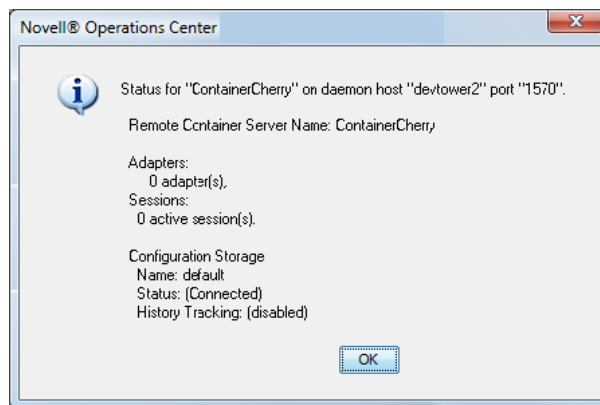 Novell® Operations Center
Status for "ContainerCherry" on daemon host "devtower2" port "1570".
Remote Container Server Name: ContainerCherry
Adapters:
0 adapter(s),
Sessions:
0 active session(s).
Configuration Storage
Name: default
Status: (Connected)
History Tracking: (disabled)
OK